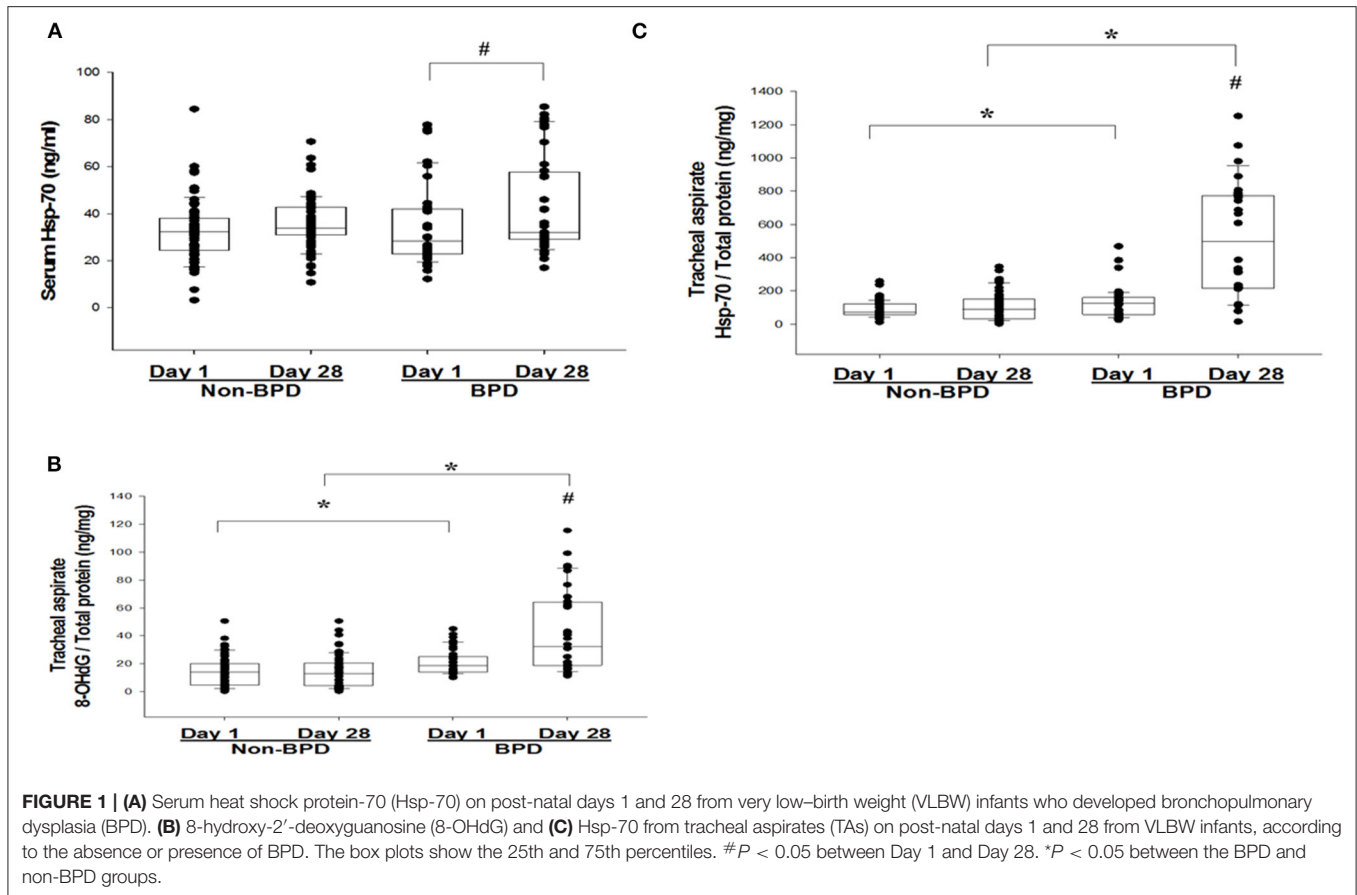 A
#
Serum Hsp-70 (ng/ml)
100
80
60
40
20
0
Day 1 Day 28 Day 1 Day 28
Non-BPD BPD
C
*
*
#
Tracheal aspirate
Hsp-70 / Total protein (ng/mg)
1400
1200
1000
800
600
400
200
0
Day 1 Day 28 Day 1 Day 28
Non-BPD BPD
B
*
*
#
Tracheal aspirate
8-OHdG / Total protein (ng/mg)
140
120
100
80
60
40
20
0
Day 1 Day 28 Day 1 Day 28
Non-BPD BPD
FIGURE 1 | (A) Serum heat shock protein-70 (Hsp-70) on post-natal days 1 and 28 from very low–birth weight (VLBW) infants who developed bronchopulmonary
dysplasia (BPD). (B) 8-hydroxy-2′-deoxyguanosine (8-OHdG) and (C) Hsp-70 from tracheal aspirates (TAs) on post-natal days 1 and 28 from VLBW infants, according
to the absence or presence of BPD. The box plots show the 25th and 75th percentiles. #P < 0.05 between Day 1 and Day 28. *P < 0.05 between the BPD and
non-BPD groups.